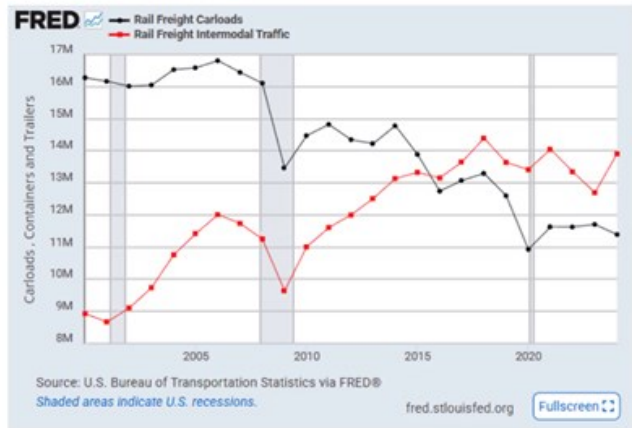 FRED Rail Freight Carloads
Rail Freight Intermodal Traffic
Carloads , Containers and Trailers
17M
16M
15M
14M
13M
12M
11M
10M
9M
8M
2005 2010 2015 2020
Source: U.S. Bureau of Transportation Statistics via FRED®
Shaded areas indicate U.S. recessions.
fred.stlouisfed.org Fullscreen